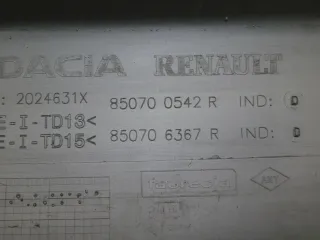 DACIA RENAULT
: 2024631X 85070 0542 R IND: D
E-I-TD13<
E-I-TD15< 85070 6367 R IND: D